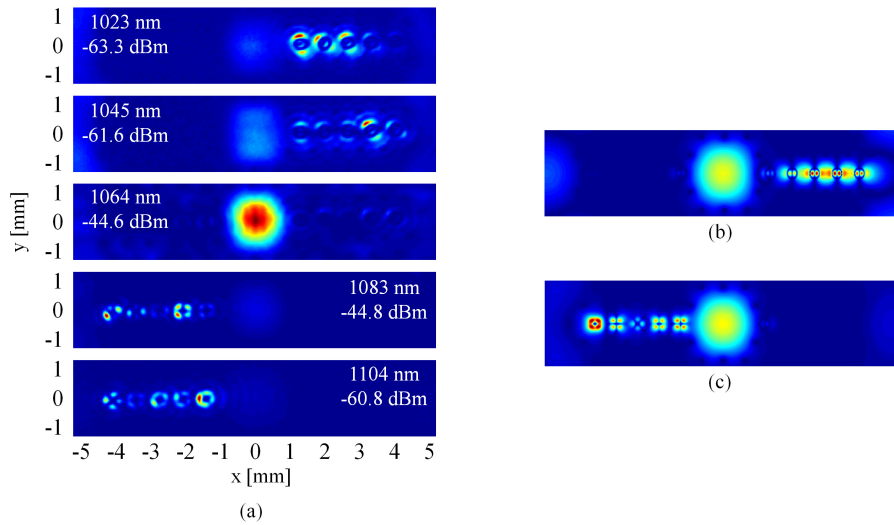 1
0
-1
1023 nm
-63.3 dBm
1
0
-1
1045 nm
-61.6 dBm
1
0
-1
1064 nm
-44.6 dBm
1
0
-1
1083 nm
-44.8 dBm
1
0
-1
1104 nm
-60.8 dBm
y [mm]
-5 -4 -3 -2 -1 0 1 2 3 4 5
x [mm]
(a)
(b)
(c)